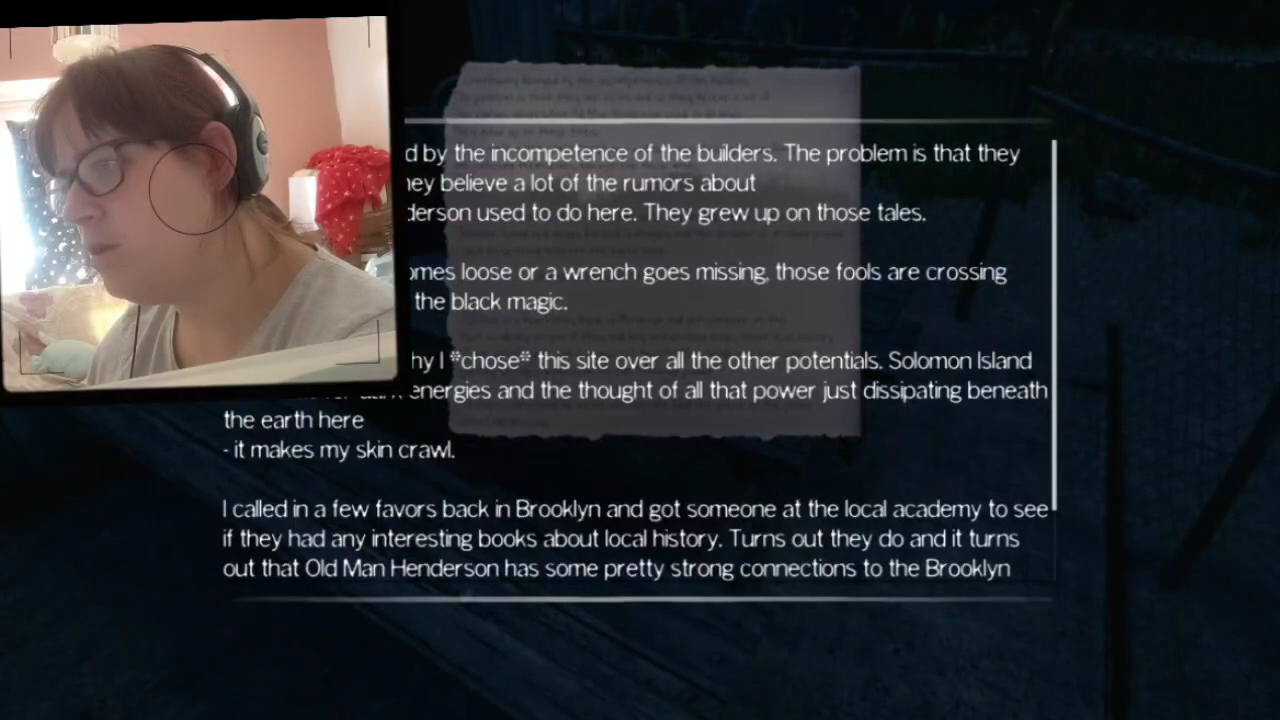 d by the incompetence of the builders. The problem is that they
ey believe a lot of the rumors about
derson used to do here. They grew up on those tales.
omes loose or a wrench goes missing, those fools are crossing
the black magic.
hy I *chose* this site over all the other potentials. Solomon Island
energies and the thought of all that power just dissipating beneath
the earth here
- it makes my skin crawl.
I called in a few favors back in Brooklyn and got someone at the local academy to see
if they had any interesting books about local history. Turns out they do and it turns
out that Old Man Henderson has some pretty strong connections to the Brooklyn